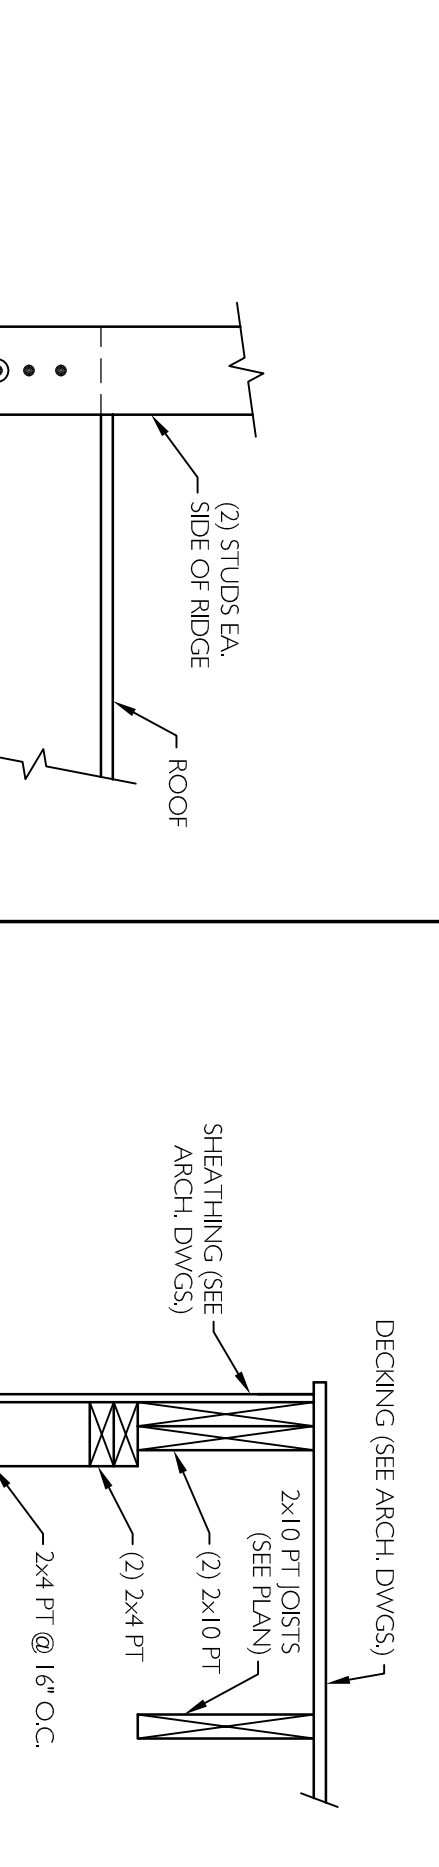 (2) STUDS EA.
SIDE OF RIDGE
ROOF
SHEATHING (SEE
ARCH. DWGS.)
DECKING (SEE ARCH. DWGS.)
2x10 PT JOISTS
(SEE PLAN)
(2) 2x10 PT
(2) 2x4 PT
2x4 PT @ 16" O.C.